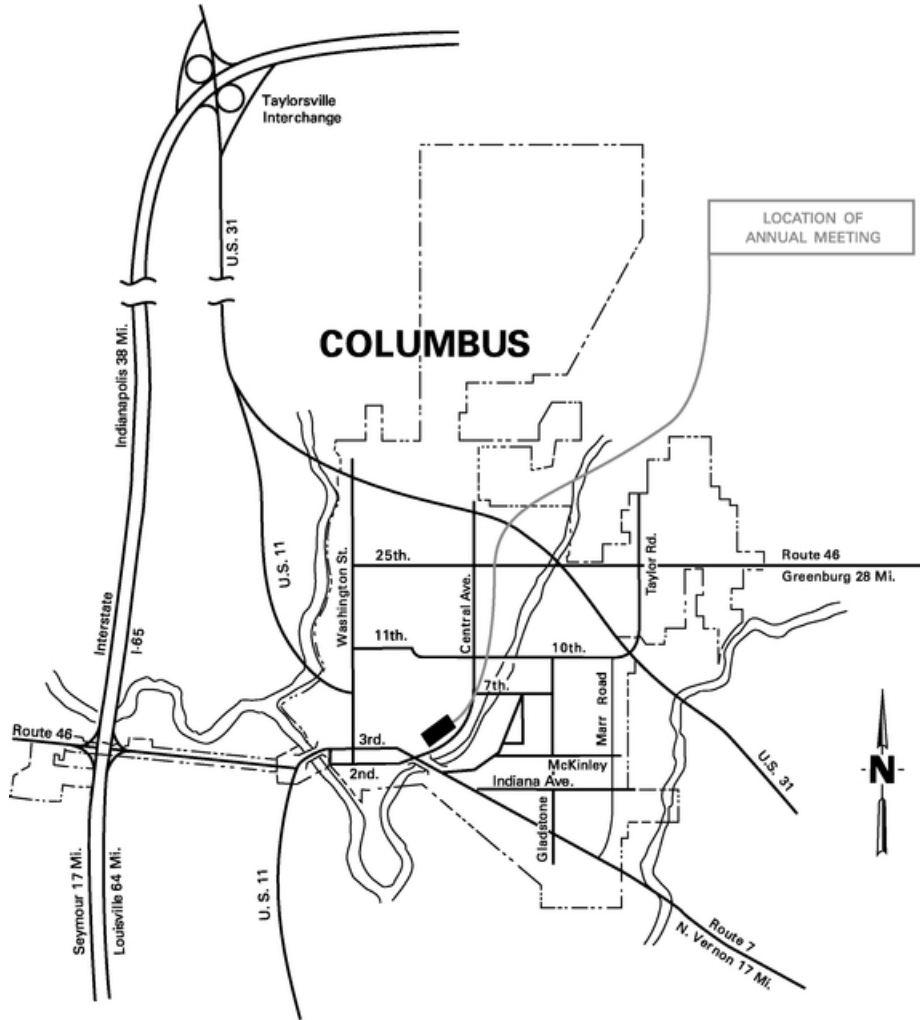 Taylorsville
Interchange
U.S. 31
LOCATION OF
ANNUAL MEETING
COLUMBUS
Indianapolis 38 Mi.
U.S. 11
Washington St.
25th.
Central Ave.
Taylor Rd.
Route 46
Greenburg 28 Mi.
Interstate
I-65
11th.
10th.
7th.
Marr Road
Route 46
3rd.
2nd.
McKinley
Indiana Ave.
Gladstone
U.S. 31
N
Seymour 17 Mi.
Louisville 64 Mi.
U. S. 11
Route 7
N. Vernon 17 Mi.